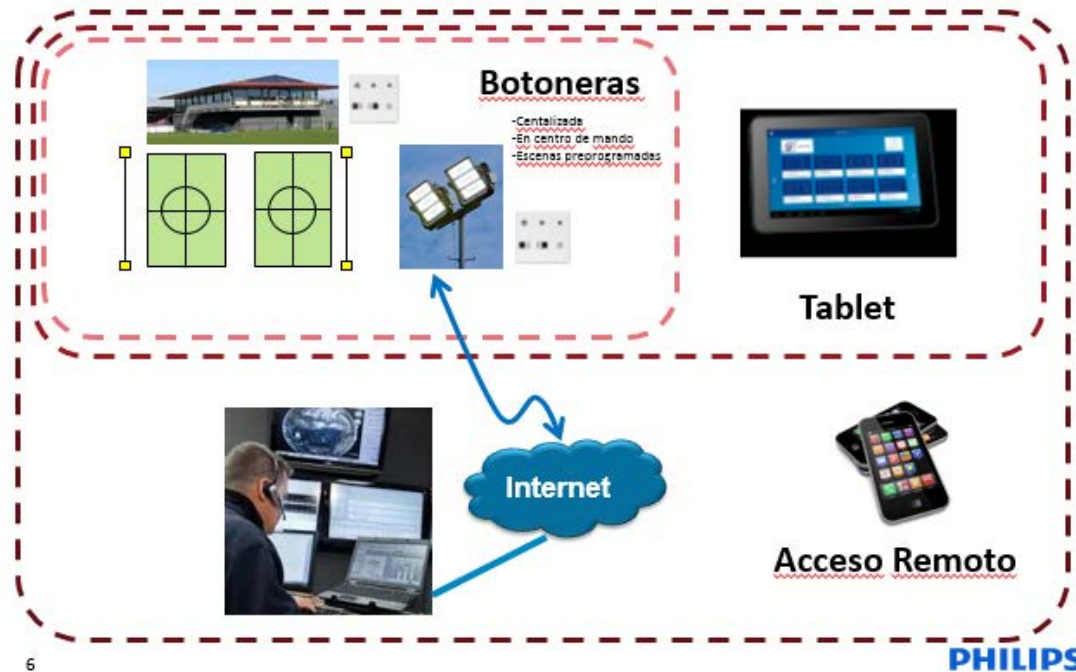 Botoneras
-Centalizada
-En centro de mando
-Escenas preprogramadas
Tablet
Internet
Acceso Remoto
6
PHILIPS